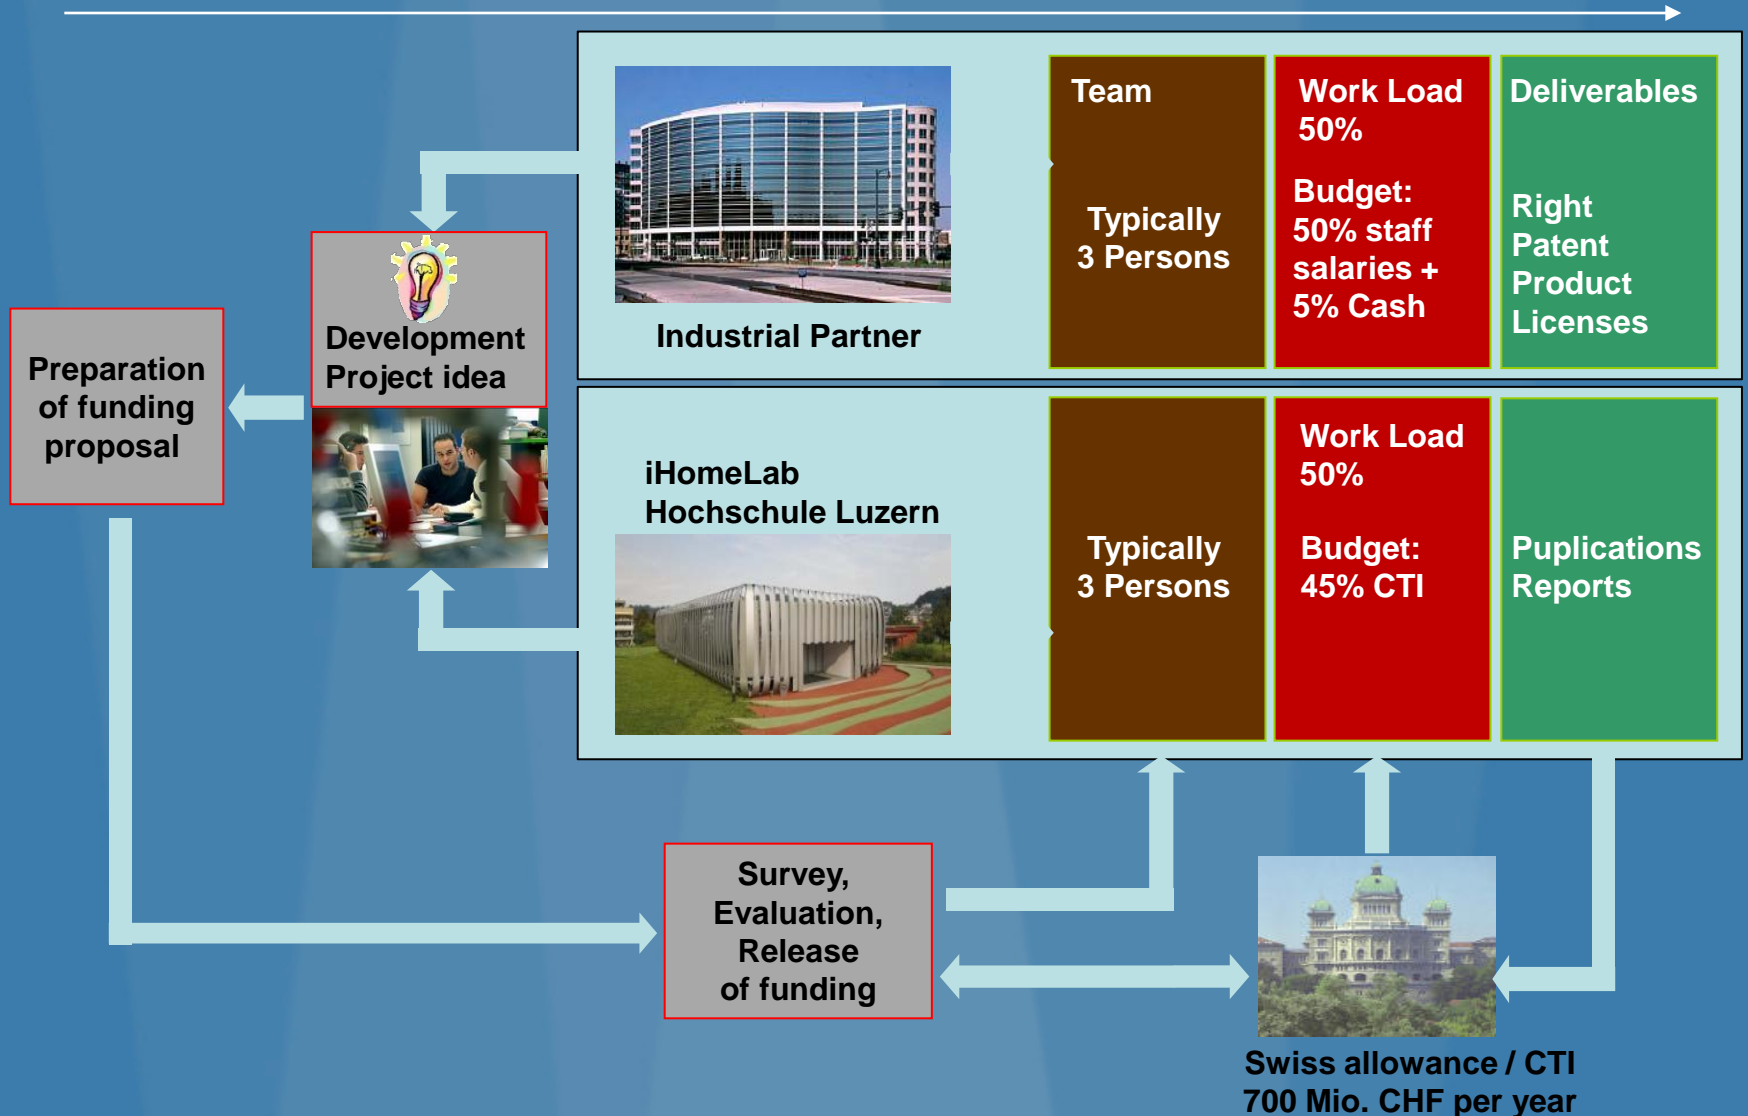 Team
Typically
3 Persons
Work Load
50%
Budget:
50% staff
salaries +
5% Cash
Deliverables
Right
Patent
Product
Licenses
Industrial Partner
Development
Project idea
Preparation
of funding
proposal
iHomeLab
Hochschule Luzern
Typically
3 Persons
Work Load
50%
Budget:
45% CTI
Puplications
Reports
Survey,
Evaluation,
Release
of funding
Swiss allowance / CTI
700 Mio. CHF per year